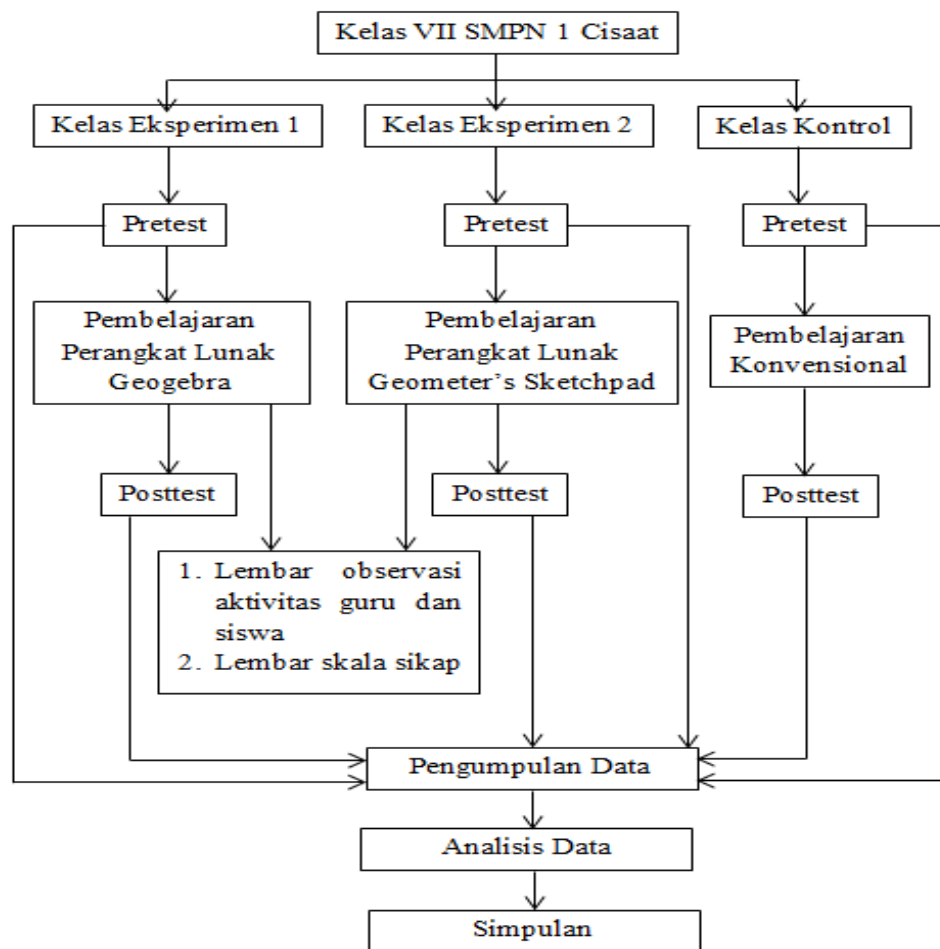 Kelas VII SMPN 1 Cisaat
Kelas Eksperimen 1
Kelas Eksperimen 2
Kelas Kontrol
Pretest
Pretest
Pretest
Pembelajaran
Perangkat Lunak
Geogebra
Pembelajaran
Perangkat Lunak
Geometer's Sketchpad
Pembelajaran
Konvensional
Posttest
Posttest
Posttest
1. Lembar observasi
aktivitas guru dan
siswa
2. Lembar skala sikap
Pengumpulan Data
Analisis Data
Simpulan